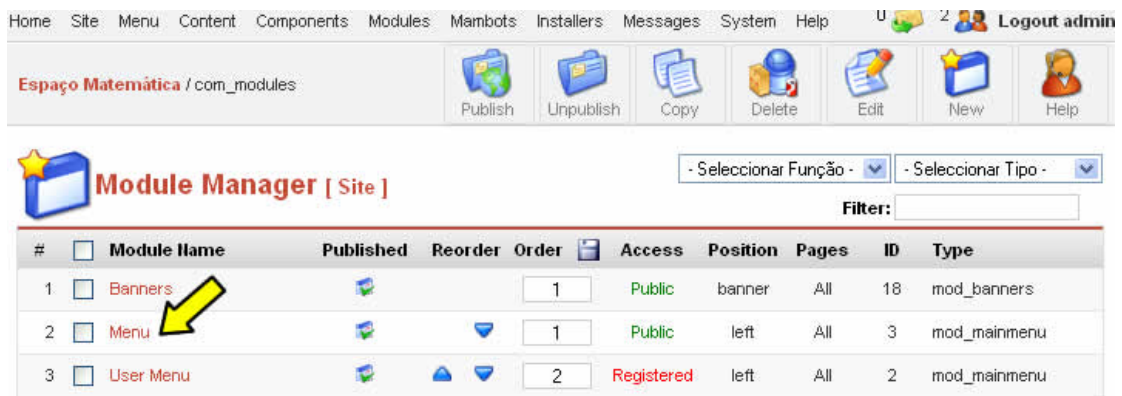 Home Site Menu Content Components Modules Mambots Installers Messages System Help 0 2 Logout admin
Espaço Matemática / com_modules
Publish Unpublish Copy Delete Edit New Help
Module Manager [ Site ]
- Seleccionar Função - - Seleccionar Tipo -
Filter:
# Module Name Published Reorder Order Access Position Pages ID Type
1 Banners 1 Public banner All 18 mod_banners
2 Menu 1 Public left All 3 mod_mainmenu
3 User Menu 2 Registered left All 2 mod_mainmenu